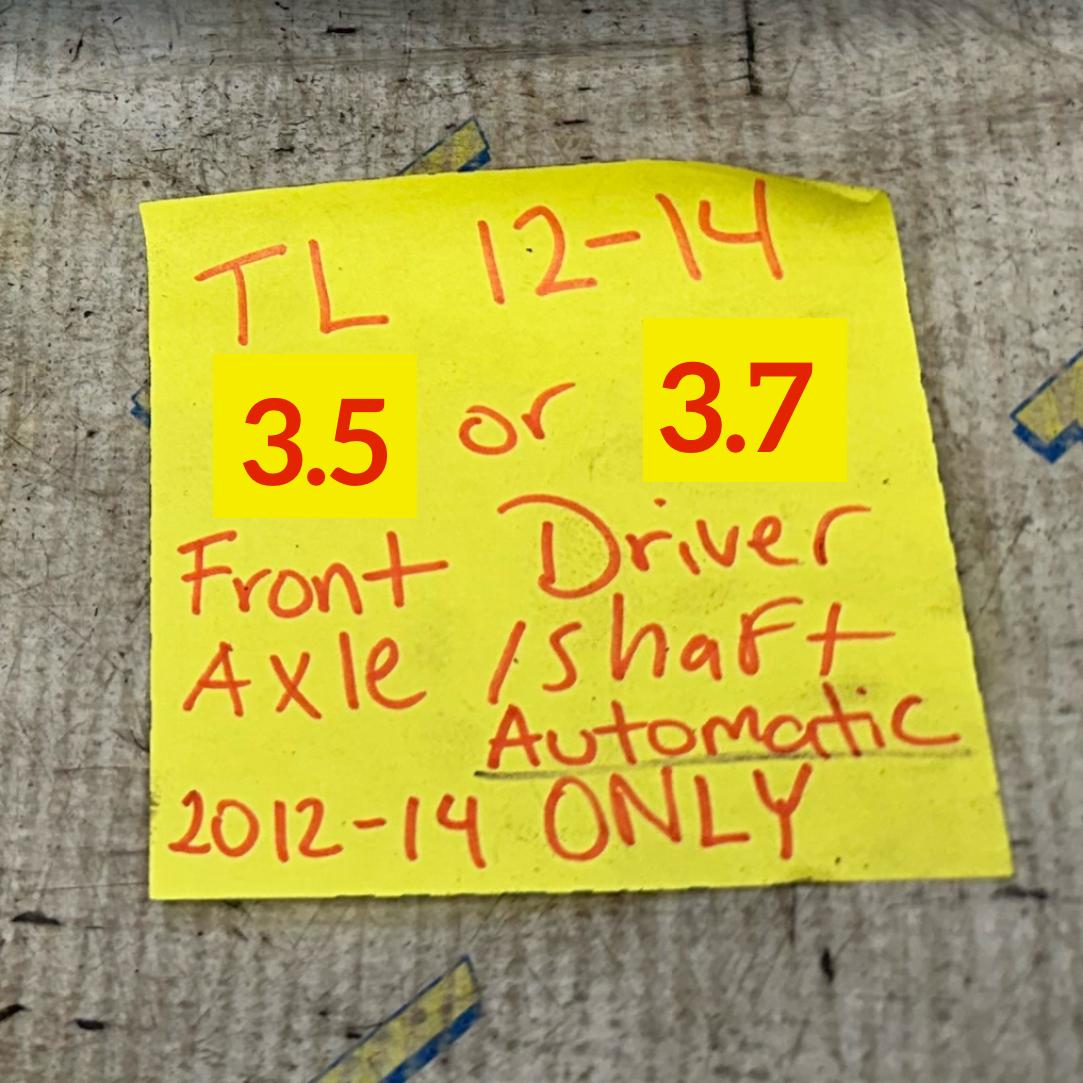 TL 12-14
3.5 or 3.7
Front Driver
Axle /shaft
Automatic
2012-14 ONLY